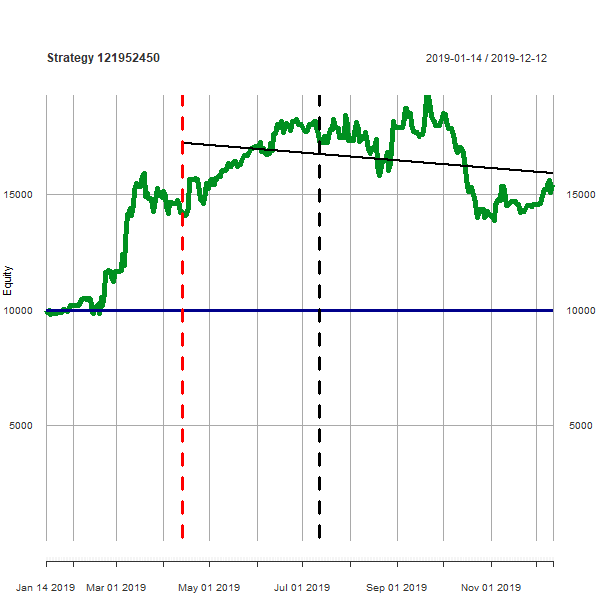 Strategy 121952450
2019-01-14 / 2019-12-12
15000
15000
Equity
10000
10000
5000
5000
Jan 14 2019
Mar 01 2019
May 01 2019
Jul 01 2019
Sep 01 2019
Nov 01 2019